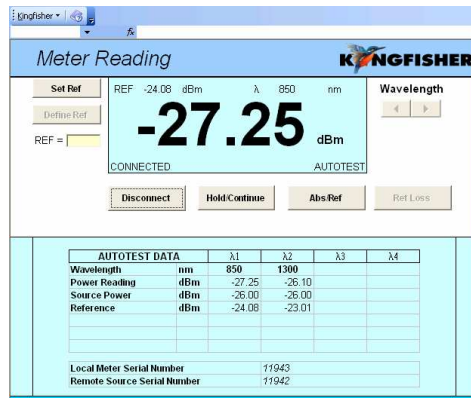 Kingfisher
fx
Meter Reading
KINGFISHER
Set Ref
REF -24.08 dBm λ 850 nm
Wavelength
Define Ref
-27.25 dBm
REF =
CONNECTED AUTOTEST
Disconnect Hold/Continue Abs/Ref Ret Loss
AUTOTEST DATA λ1 λ2 λ3 λ4
Wavelength nm 850 1300
Power Reading dBm -27.25 -26.10
Source Power dBm -26.00 -26.00
Reference dBm -24.08 -23.01
Local Meter Serial Number 11943
Remote Source Serial Number 11942